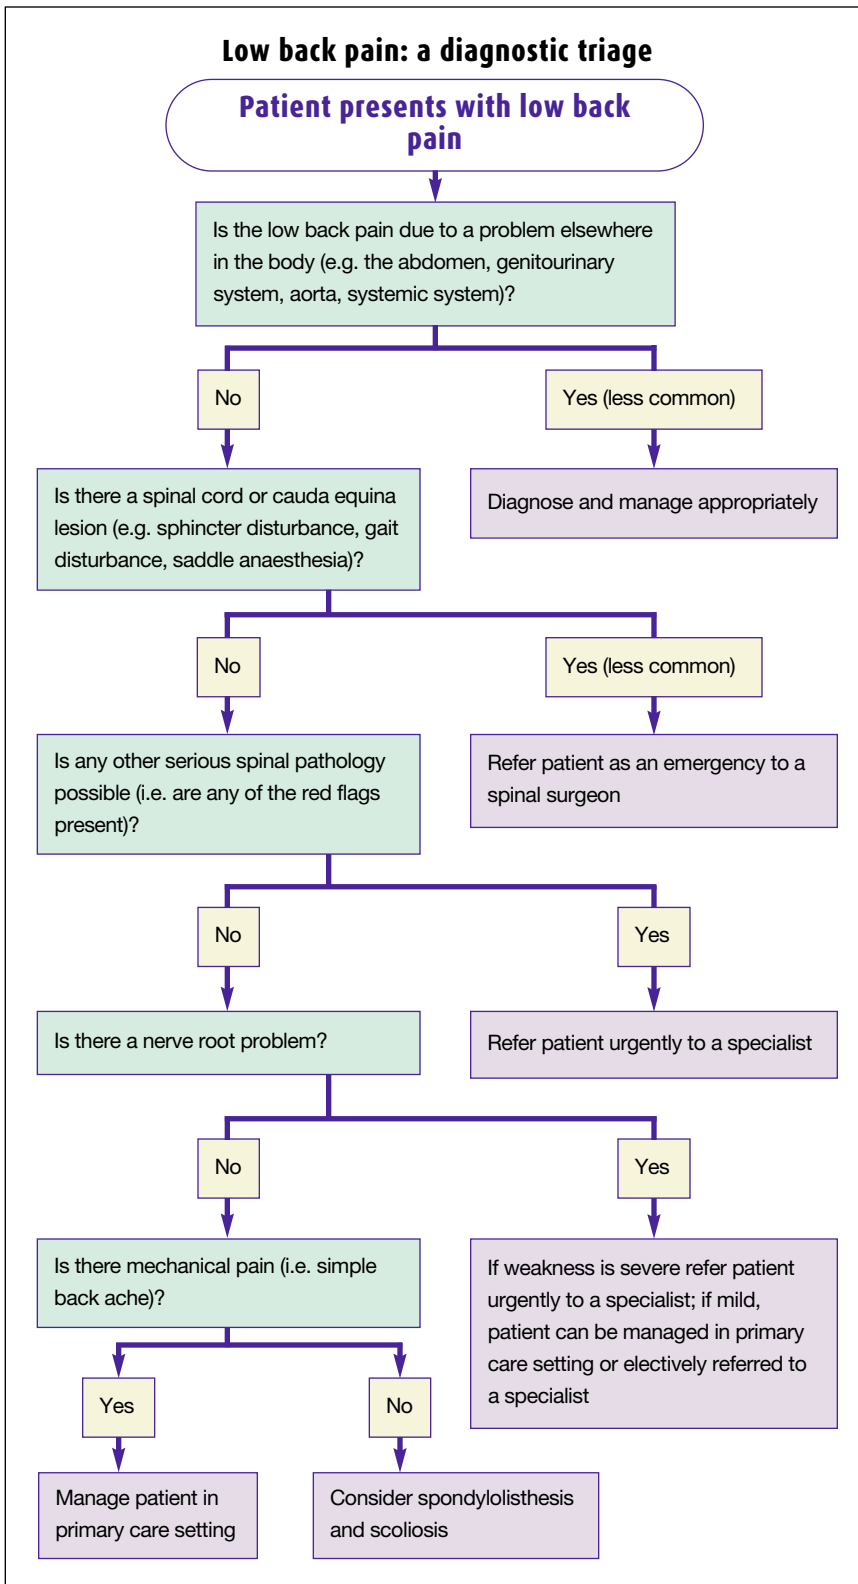 Low back pain: a diagnostic triage
Patient presents with low back
pain
Is the low back pain due to a problem elsewhere
in the body (e.g. the abdomen, genitourinary
system, aorta, systemic system)?
No
Yes (less common)
Is there a spinal cord or cauda equina
lesion (e.g. sphincter disturbance, gait
disturbance, saddle anaesthesia)?
Diagnose and manage appropriately
No
Yes (less common)
Is any other serious spinal pathology
possible (i.e. are any of the red flags
present)?
Refer patient as an emergency to a
spinal surgeon
No
Yes
Is there a nerve root problem?
Refer patient urgently to a specialist
No
Yes
Is there mechanical pain (i.e. simple
back ache)?
If weakness is severe refer patient
urgently to a specialist; if mild,
patient can be managed in primary
care setting or electively referred to
a specialist
Yes
No
Manage patient in
primary care setting
Consider spondylolisthesis
and scoliosis